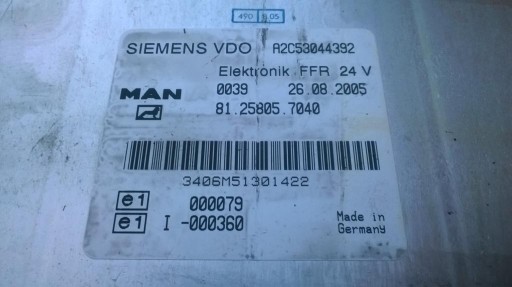 490 8.05
SIEMENS VDO A2C53044392
Elektronik FFR 24 V
MAN 0039 26.08.2005
81.25805.7040
3406M51301422
e1 000079
e1 I -000360
Made in
Germany